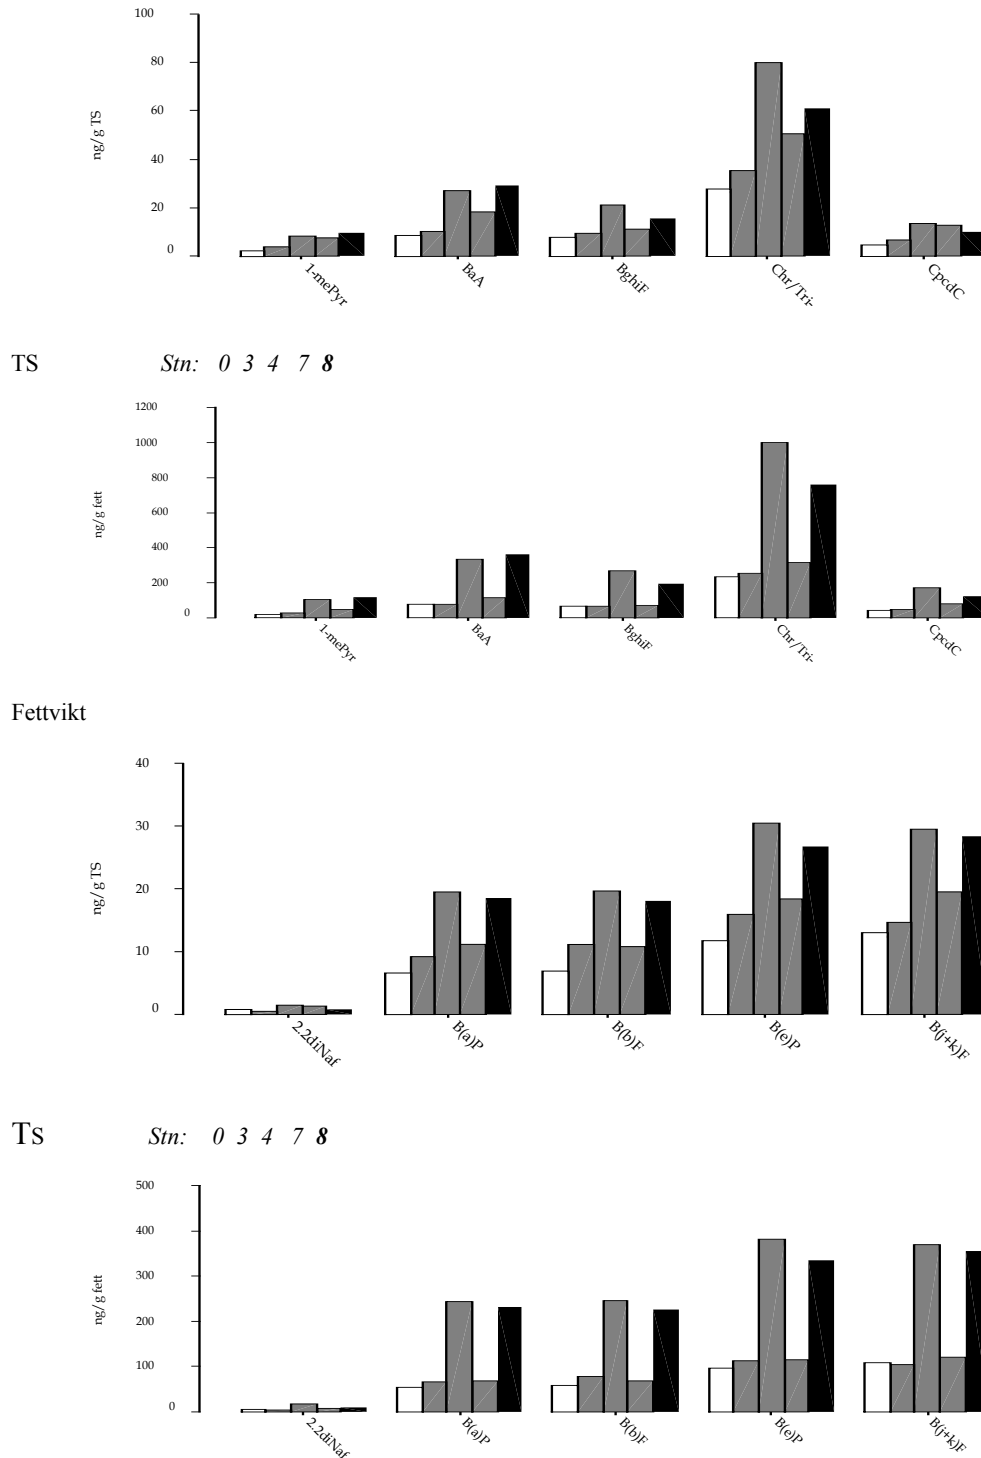 100
80
60
40
20
0
ng/g TS
1-mePyr
BaA
BghiF
Chr/Tri-
CpcdC
TS Stn: 0 3 4 7 8
1200
1000
800
600
400
200
0
ng/g fett
1-mePyr
BaA
BghiF
Chr/Tri-
CpcdC
Fettvikt
40
30
20
10
0
ng/g TS
2.2diNaf
B(a)P
B(b)F
B(e)P
B(j+k)F
Ts Stn: 0 3 4 7 8
500
400
300
200
100
0
ng/g fett
2.2diNaf
B(a)P
B(b)F
B(e)P
B(j+k)F